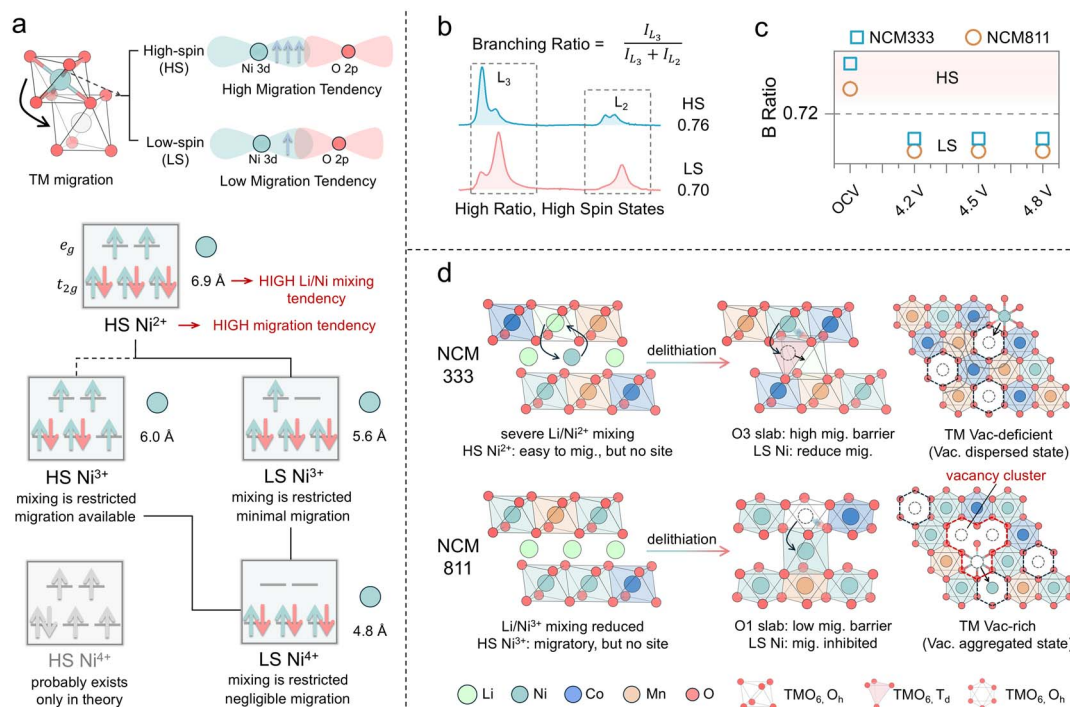 a
High-spin
(HS)
Ni 3d
O 2p
High Migration Tendency
Low-spin
(LS)
Ni 3d
O 2p
Low Migration Tendency
TM migration
e_g
t_2g
6.9 Å
HIGH Li/Ni mixing
tendency
HS Ni²⁺
HIGH migration tendency
6.0 Å
5.6 Å
HS Ni³⁺
mixing is restricted
migration available
LS Ni³⁺
mixing is restricted
minimal migration
4.8 Å
HS Ni⁴⁺
probably exists
only in theory
LS Ni⁴⁺
mixing is restricted
negligible migration
b
Branching Ratio = I_L₃ / (I_L₃ + I_L₂)
L₃
L₂
HS
0.76
LS
0.70
High Ratio, High Spin States
c
NCM333
NCM811
B Ratio
0.72
HS
LS
OCV
4.2 V
4.5 V
4.8 V
d
NCM
333
delithiation
severe Li/Ni²⁺ mixing
HS Ni²⁺: easy to mig., but no site
O3 slab: high mig. barrier
LS Ni: reduce mig.
TM Vac-deficient
(Vac. dispersed state)
vacancy cluster
NCM
811
delithiation
Li/Ni³⁺ mixing reduced
HS Ni³⁺: migratory, but no site
O1 slab: low mig. barrier
LS Ni: mig. inhibited
TM Vac-rich
(Vac. aggregated state)
Li
Ni
Co
Mn
O
TMO₆, O_h
TMO₆, T_d
TMO₆, O_h